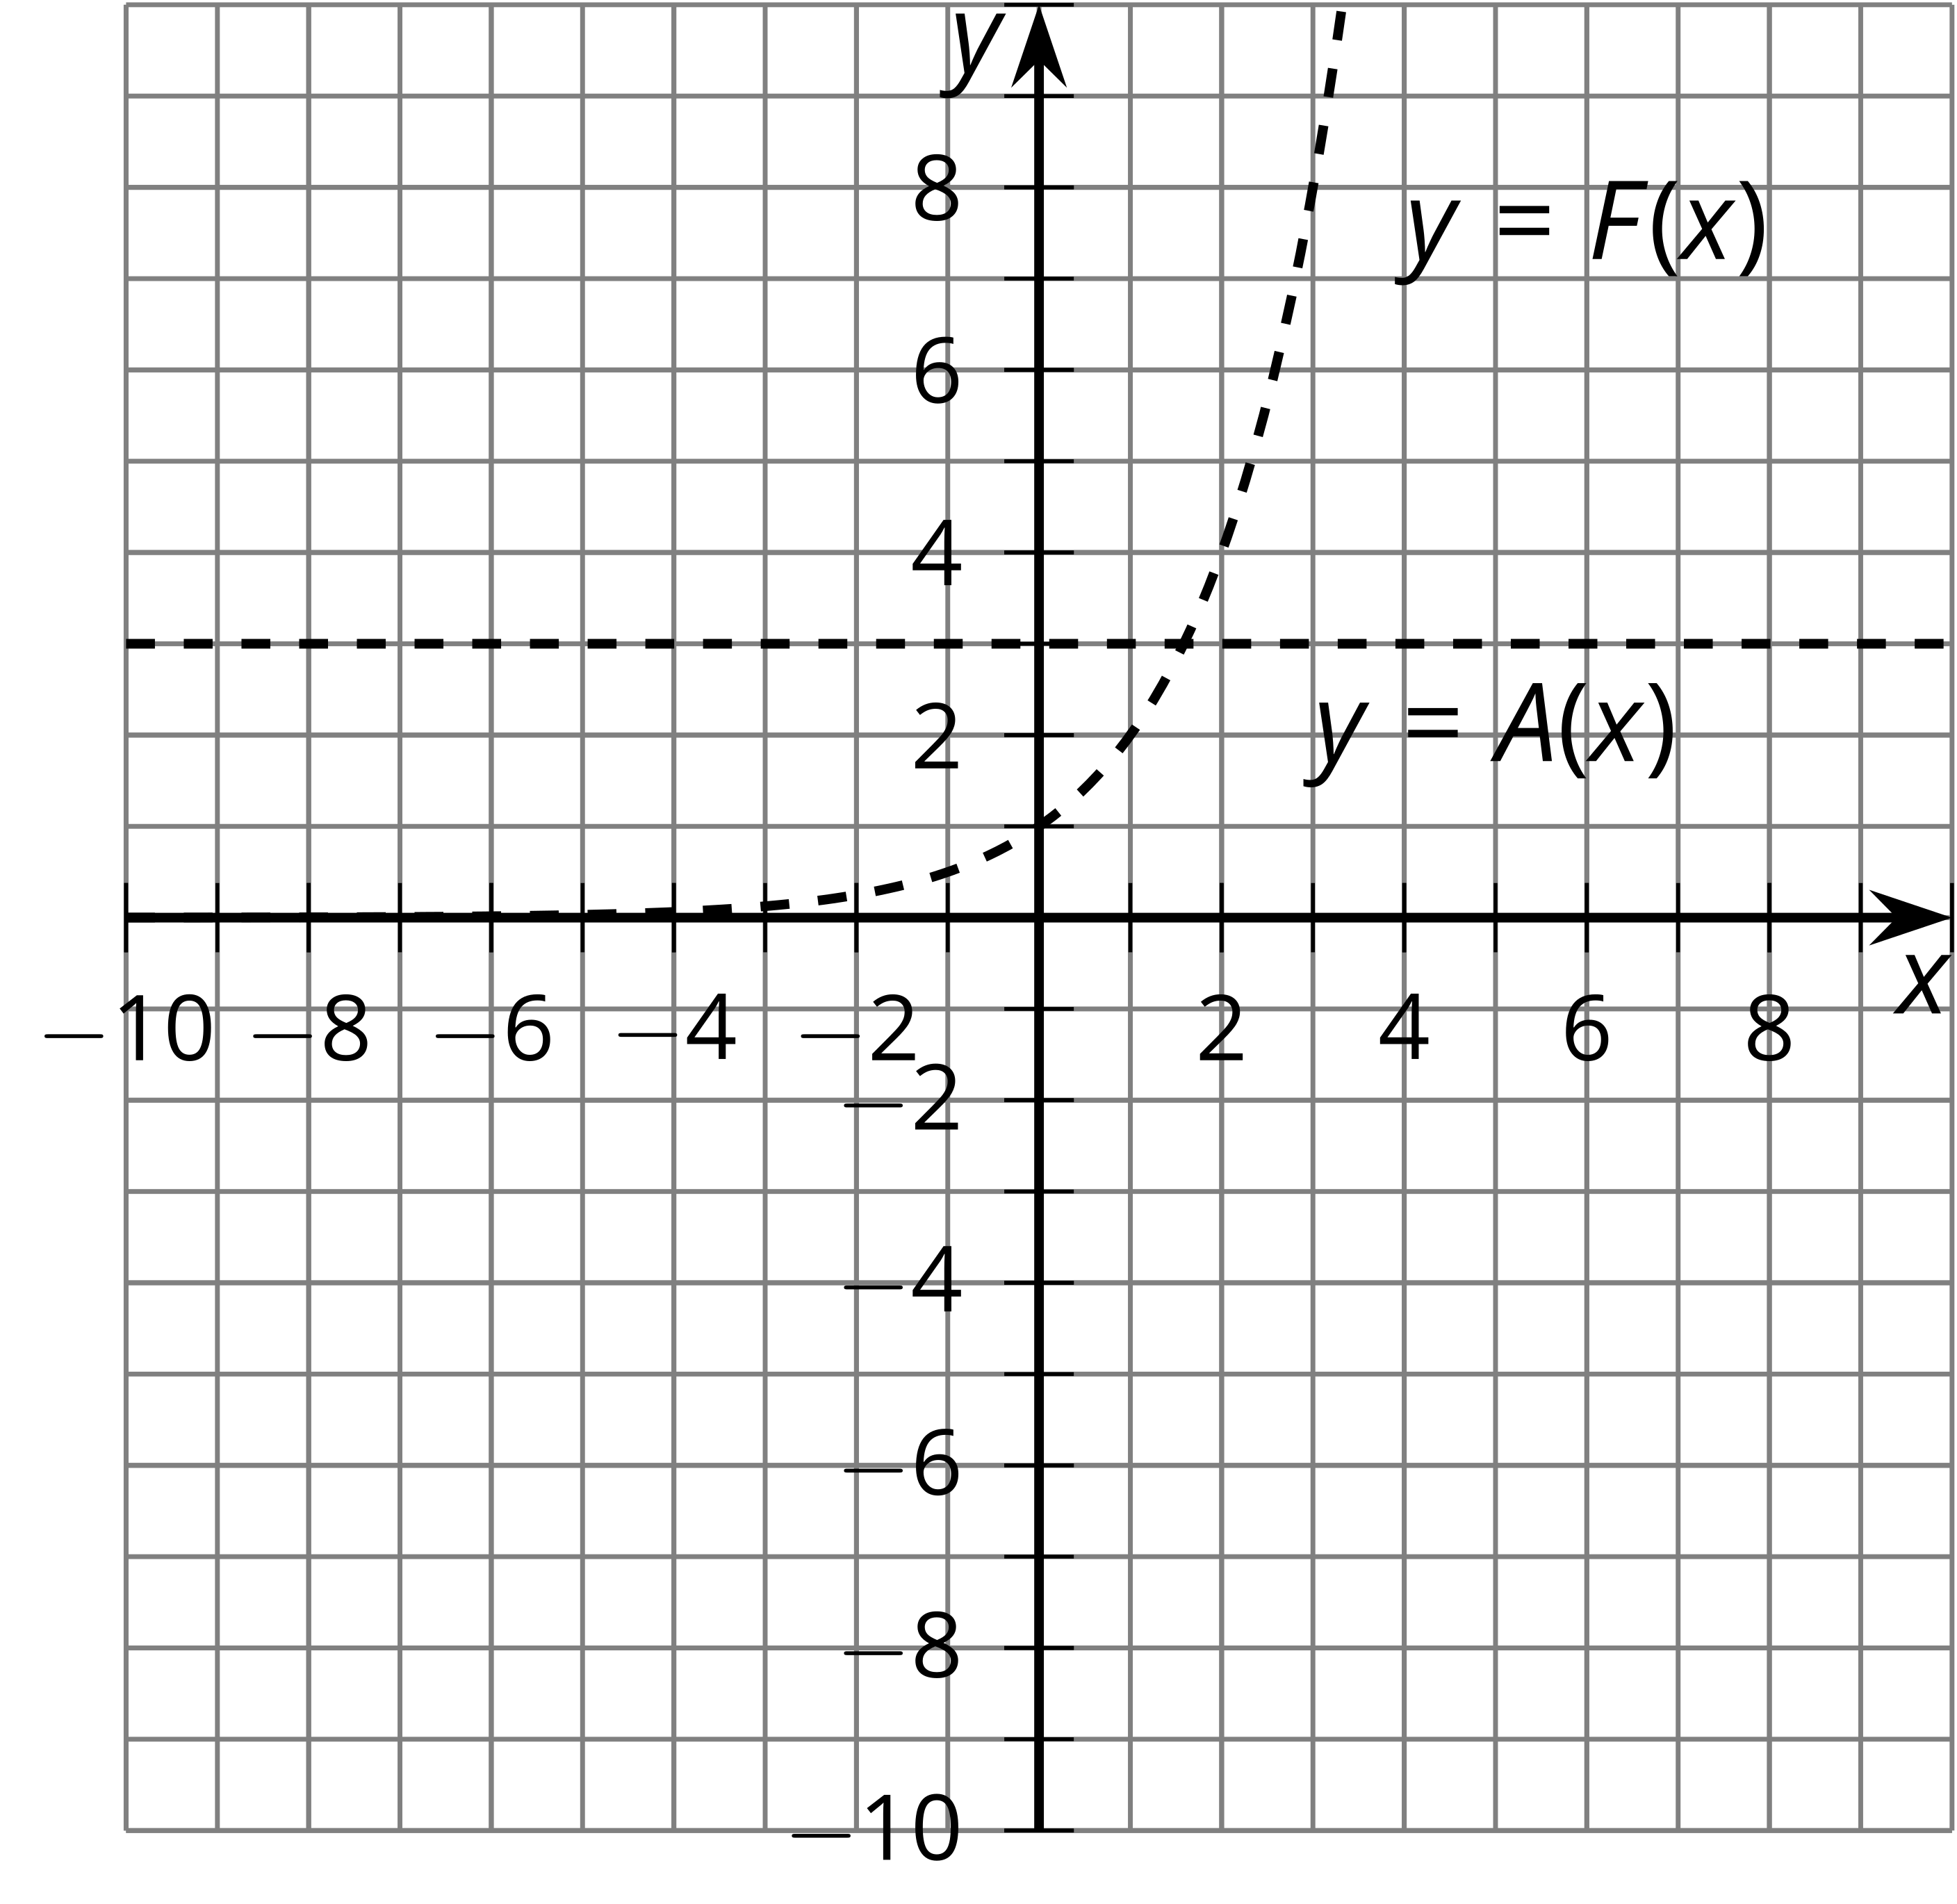 y
8
y = F(x)
6
4
2
y = A(x)
x
−10 −8 −6 −4 −2 2 4 6 8
−2
−4
−6
−8
−10